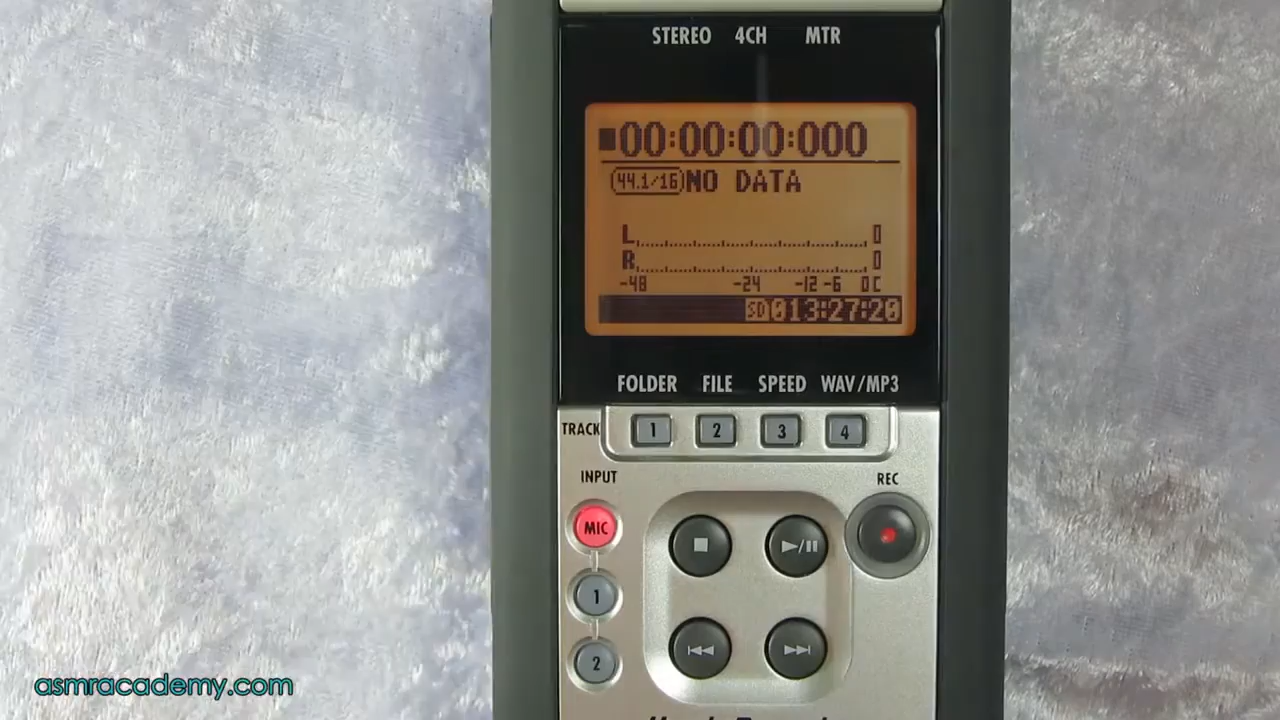 STEREO 4CH MTR
00:00:00:000
44.1/16 NO DATA
L 0
R 0
-48 -24 -12 -6 0C
SD 013:27:20
FOLDER FILE SPEED WAV/MP3
TRACK 1 2 3 4
INPUT REC
MIC
1
2
asmracademy.com